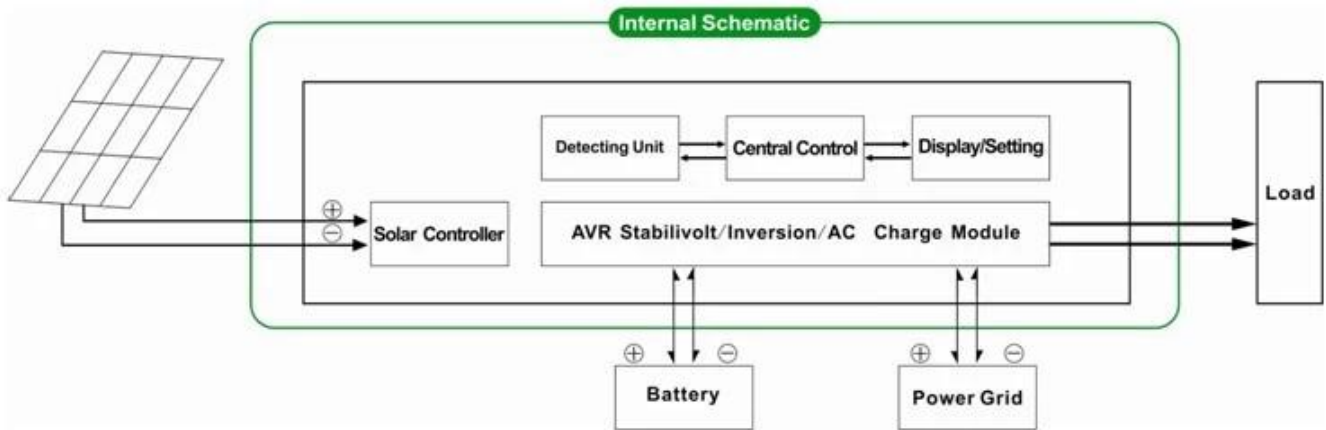 Internal Schematic
Detecting Unit
Central Control
Display/Setting
Load
⊕
⊖
Solar Controller
AVR Stabilivolt/Inversion/AC Charge Module
⊕ ⊖
⊕ ⊖
Battery
Power Grid